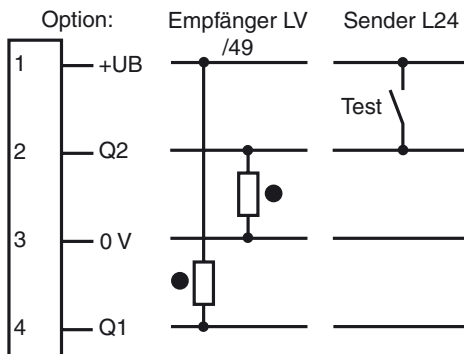 Option:
Empfänger LV
/49
Sender L24
1
+UB
Test
2
Q2
3
0 V
4
Q1